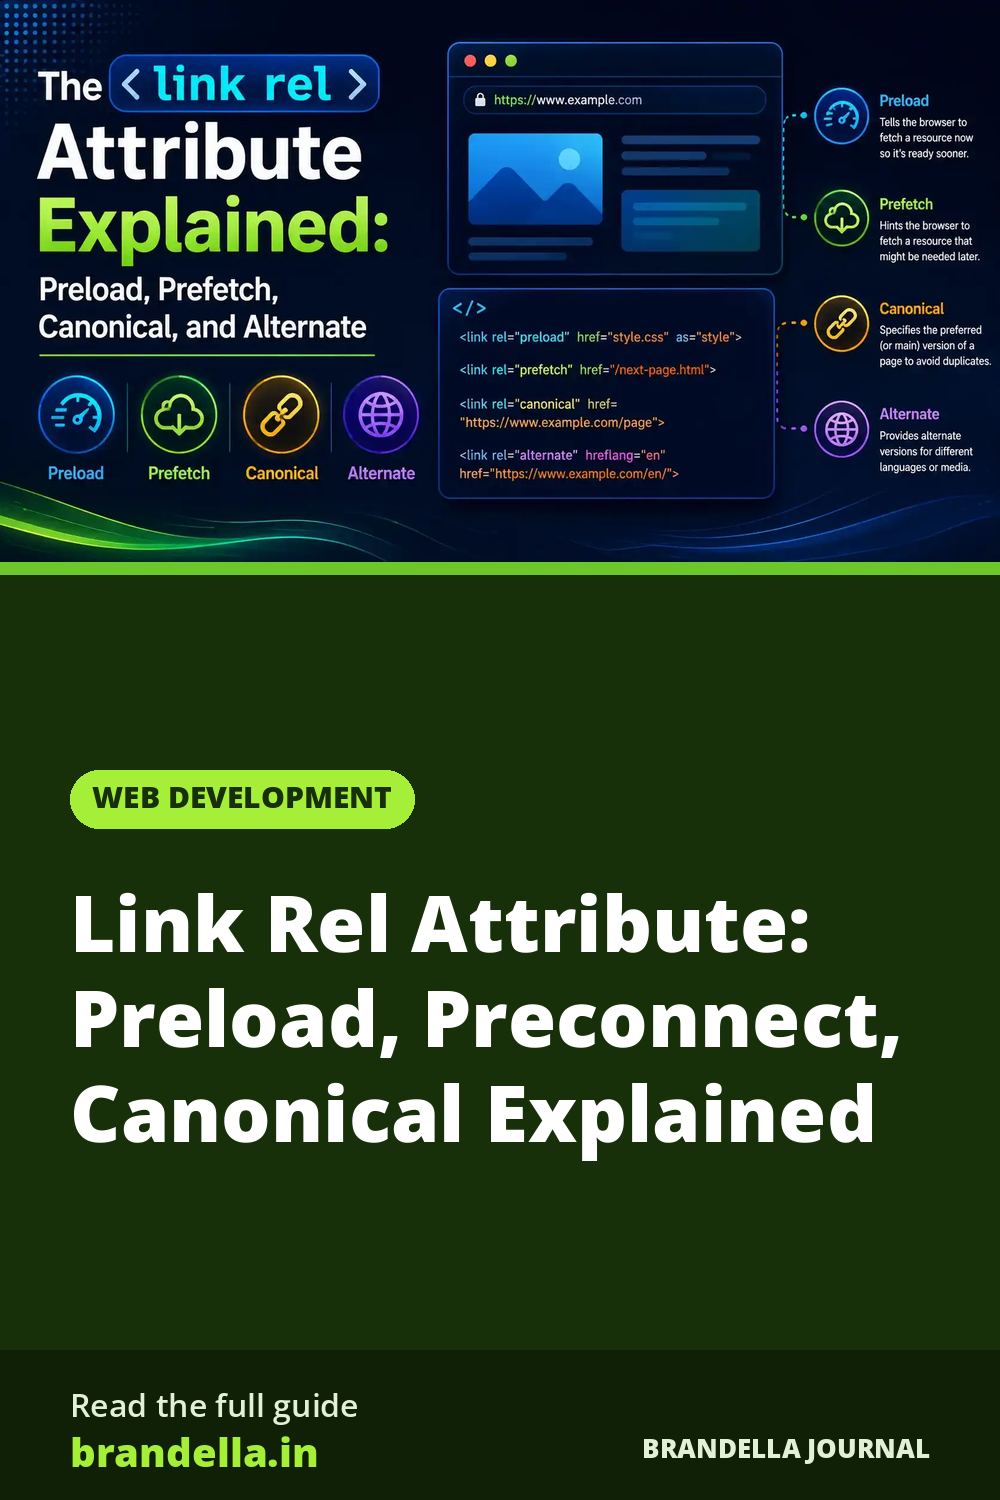 The < link rel >
Attribute
Explained:
Preload, Prefetch,
Canonical, and Alternate
Preload
Prefetch
Canonical
Alternate
https://www.example.com
</>
<link rel="preload" href="style.css" as="style">
<link rel="prefetch" href="/next-page.html">
<link rel="canonical" href=
"https://www.example.com/page">
<link rel="alternate" hreflang="en"
href="https://www.example.com/en/">
Preload
Tells the browser to
fetch a resource now
so it's ready sooner.
Prefetch
Hints the browser to
fetch a resource that
might be needed later.
Canonical
Specifies the preferred
(or main) version of a
page to avoid duplicates.
Alternate
Provides alternate
versions for different
languages or media.
WEB DEVELOPMENT
Link Rel Attribute:
Preload, Preconnect,
Canonical Explained
Read the full guide
brandella.in
BRANDELLA JOURNAL